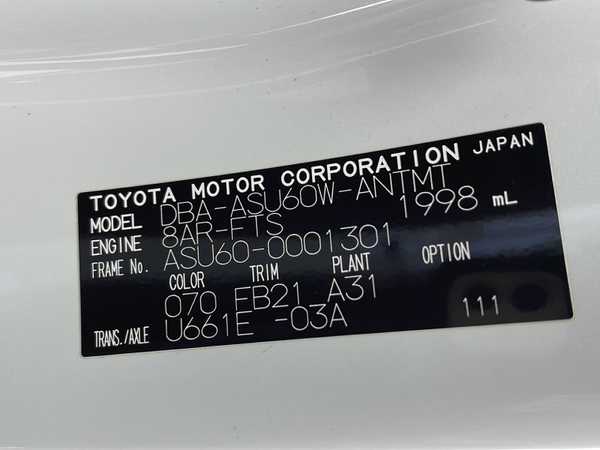 TOYOTA MOTOR CORPORATION JAPAN
MODEL DBA-ASU60W-ANTMT
ENGINE 8AR-FTS 1998 mL
FRAME No. ASU60-0001301
COLOR TRIM PLANT OPTION
070 EB21 A31
TRANS./AXLE U661E -03A 111